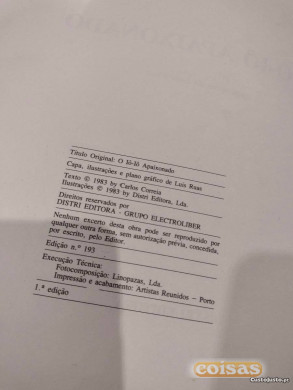 Título Original: O Ió-Ió Apaixonado
Capa, ilustrações e plano gráfico de Luís Raas
Texto © 1983 by Carlos Correia
Ilustrações © 1983 by Distri Editora, Lda.
Direitos reservados por
DISTRI EDITORA - GRUPO ELECTROLIBER
Nenhum excerto desta obra pode ser reproduzido por
qualquer outra forma, sem autorização prévia, concedida,
por escrito, pelo Editor.
Edição n.º 193
Execução Técnica:
Fotocomposição: Linopazas, Lda.
Impressão e acabamento: Artistas Reunidos – Porto
1.ª edição
coisas